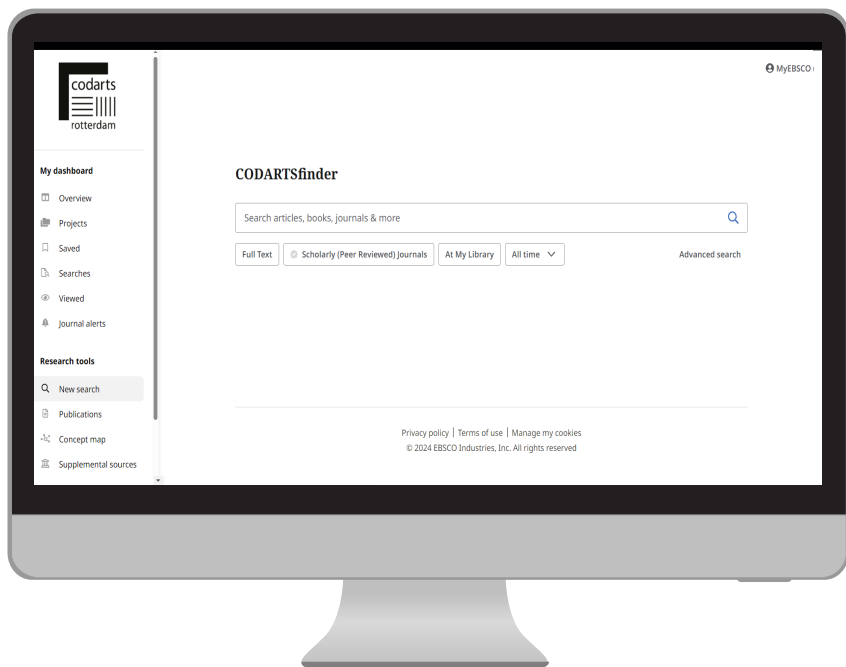 codarts
rotterdam
MyEBSCO
My dashboard
Overview
Projects
Saved
Searches
Viewed
Journal alerts
Research tools
New search
Publications
Concept map
Supplemental sources
CODARTSfinder
Search articles, books, journals & more
Full Text
Scholarly (Peer Reviewed) Journals
At My Library
All time
Advanced search
Privacy policy | Terms of use | Manage my cookies
© 2024 EBSCO Industries, Inc. All rights reserved